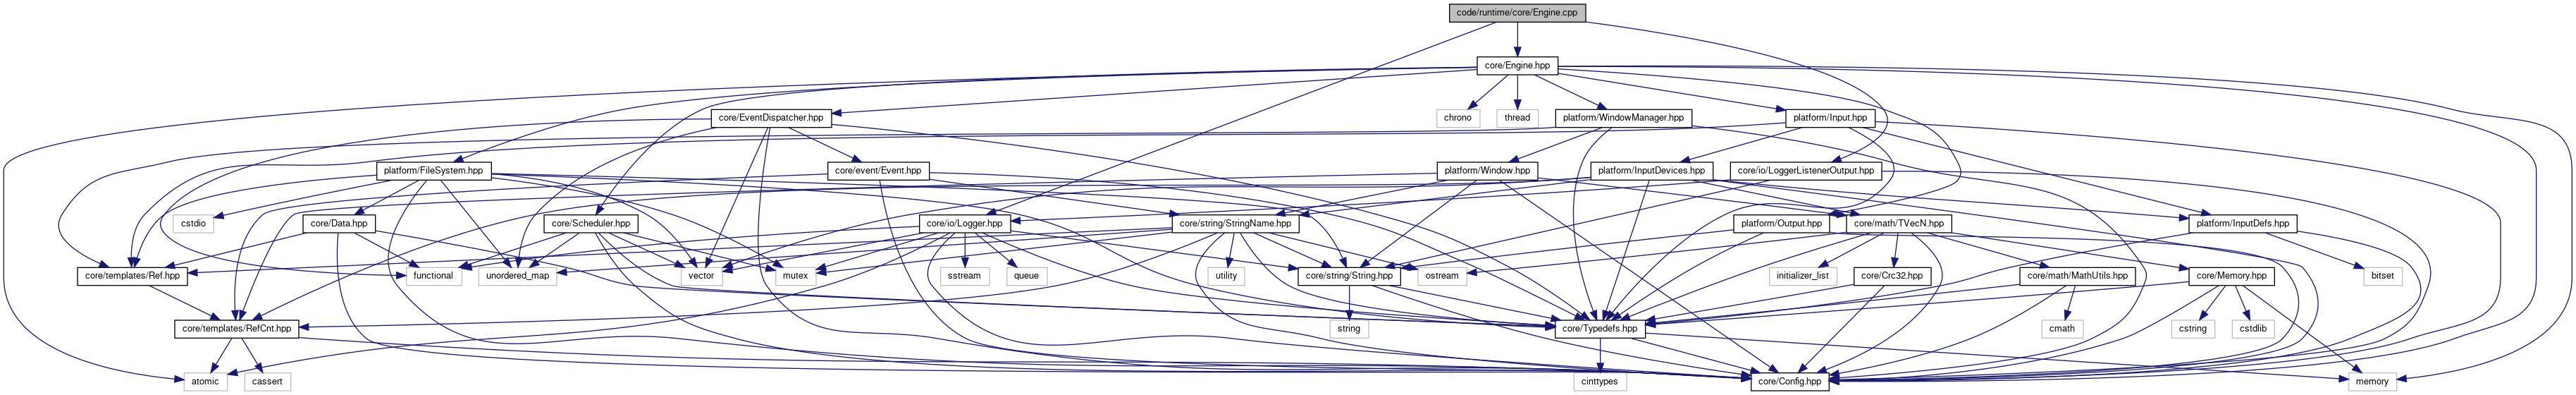 code/runtime/core/Engine.cpp
core/Engine.hpp
core/EventDispatcher.hpp
chrono
thread
platform/WindowManager.hpp
platform/Input.hpp
platform/FileSystem.hpp
core/event/Event.hpp
platform/Window.hpp
platform/InputDevices.hpp
core/io/LoggerListenerOutput.hpp
cstdio
core/Data.hpp
core/Scheduler.hpp
core/io/Logger.hpp
core/string/StringName.hpp
platform/Output.hpp
core/math/TVecN.hpp
platform/InputDefs.hpp
core/templates/Ref.hpp
functional
unordered_map
vector
mutex
sstream
queue
utility
core/string/String.hpp
ostream
initializer_list
core/Crc32.hpp
core/math/MathUtils.hpp
core/Memory.hpp
bitset
core/templates/RefCnt.hpp
string
core/Typedefs.hpp
cmath
cstring
cstdlib
atomic
cassert
cinttypes
core/Config.hpp
memory